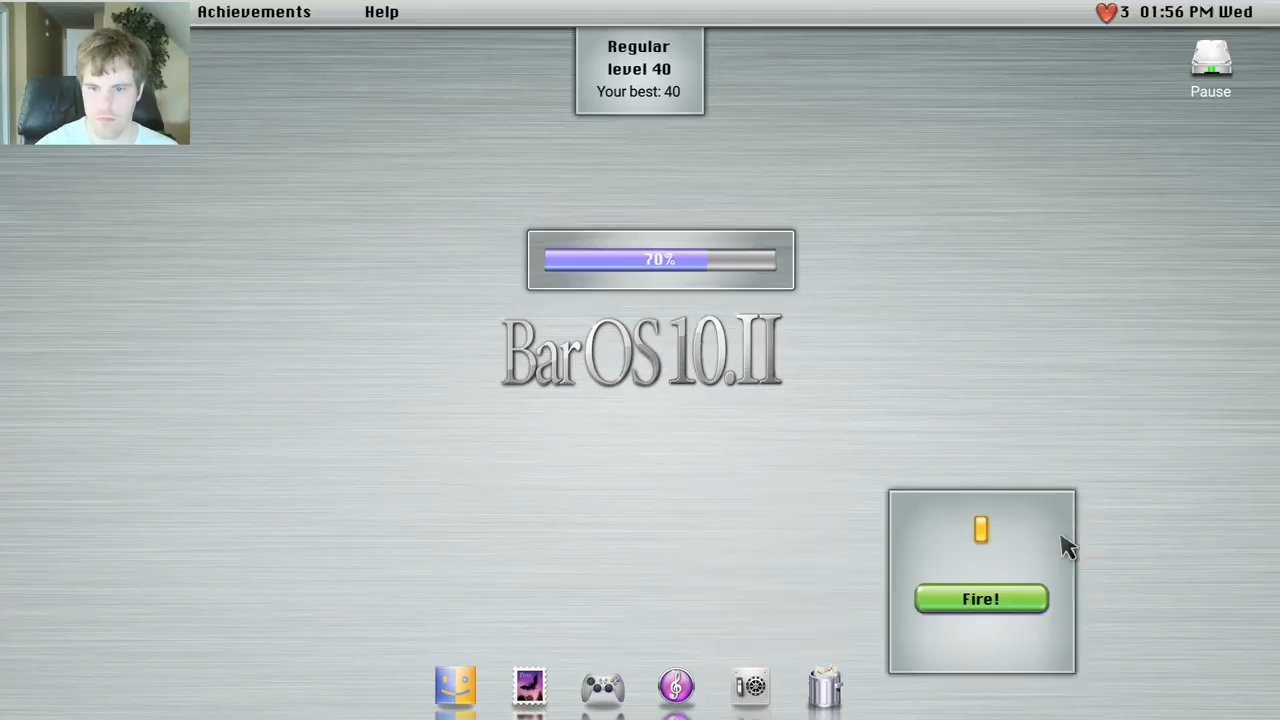 Achievements Help 3 01:56 PM Wed
Regular
level 40
Your best: 40
Pause
70%
BarOS 10.II
Fire!